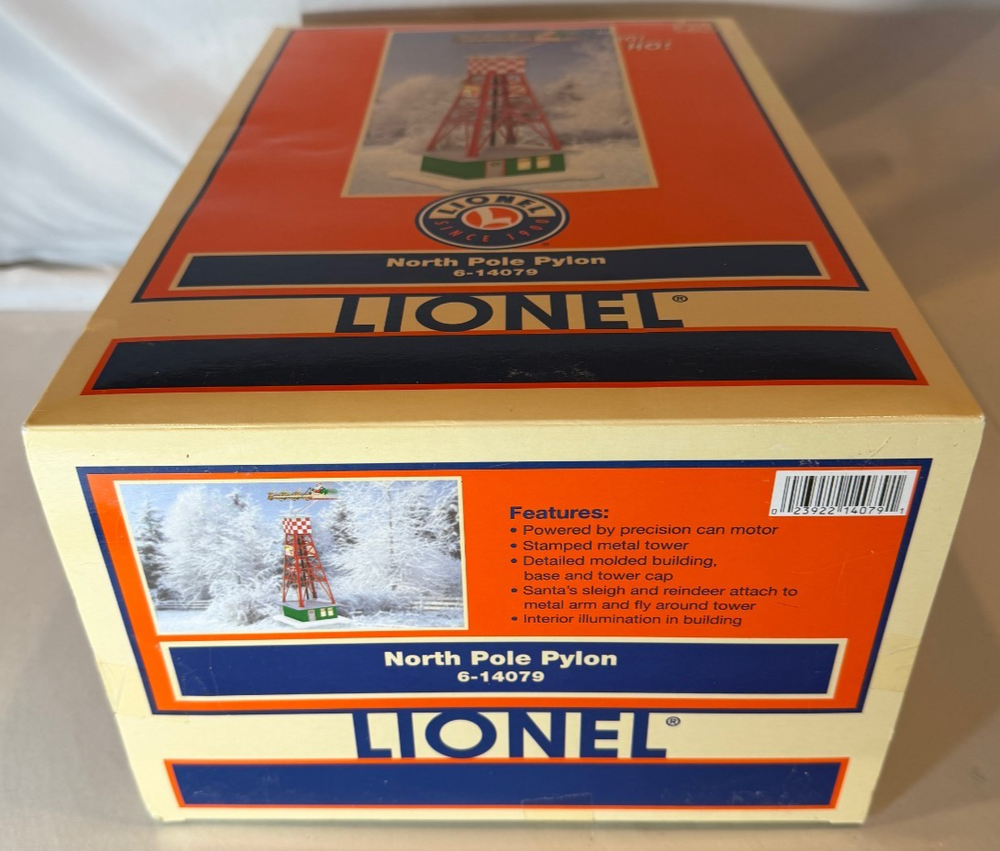 HO!
LIONEL
SINCE 1900
North Pole Pylon
6-14079
LIONEL®
Features:
• Powered by precision can motor
• Stamped metal tower
• Detailed molded building,
base and tower cap
• Santa's sleigh and reindeer attach to
metal arm and fly around tower
• Interior illumination in building
0 23922 14079 1
North Pole Pylon
6-14079
LIONEL®